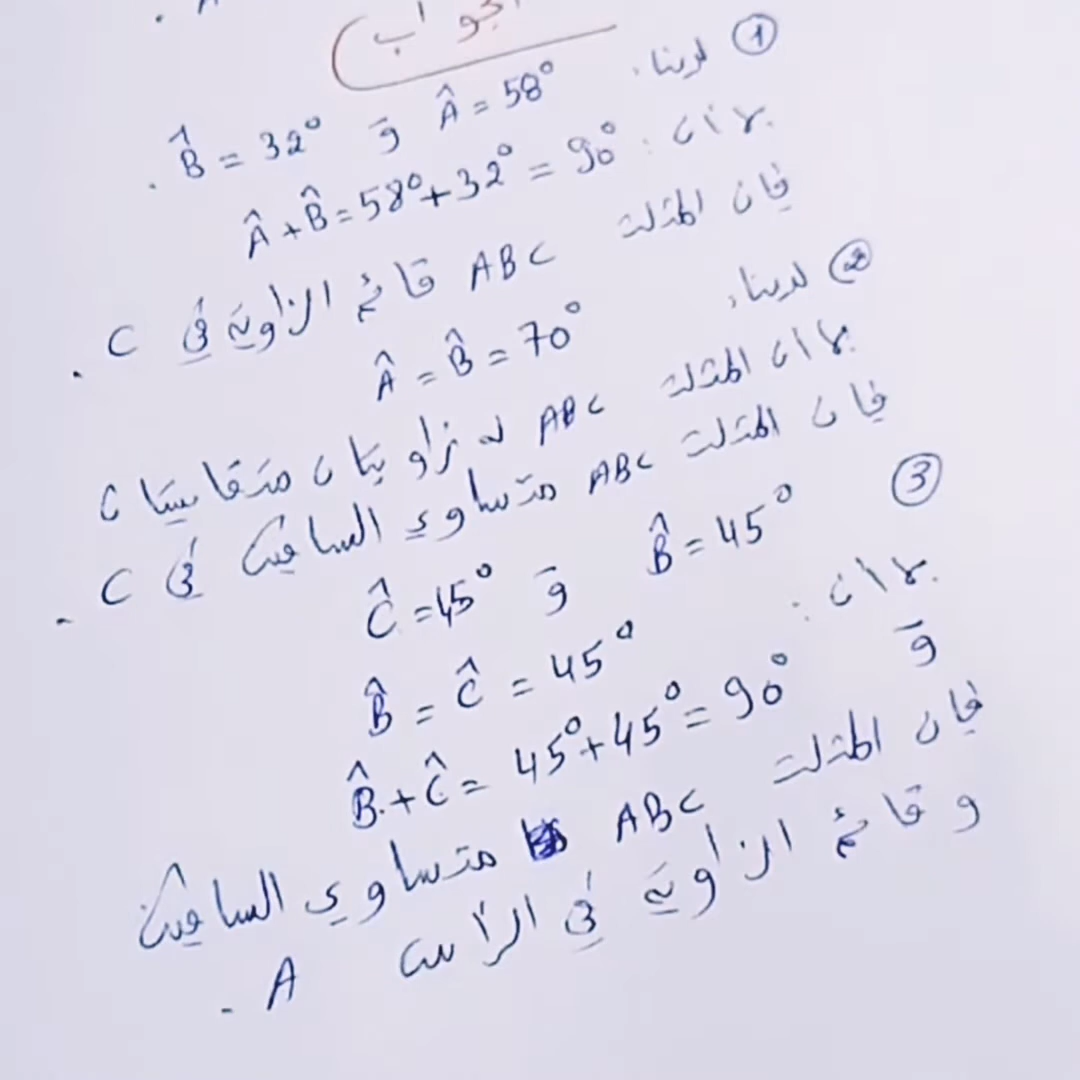 الجواب
① لدينا:
Â = 58° و B̂ = 32° .
بما أن: Â + B̂ = 58° + 32° = 90°
فإن المثلث ABC قائم الزاوية في C .
② لدينا:
Â = B̂ = 70°
بما أن المثلث ABC له زاويتان متقايستان
فإن المثلث ABC متساوي الساقين في C .
③
B̂ = 45° و Ĉ = 45°
بما أن:
B̂ = Ĉ = 45°
و
B̂ + Ĉ = 45° + 45° = 90°
فإن المثلث ABC متساوي الساقين
و قائم الزاوية في الرأس A .